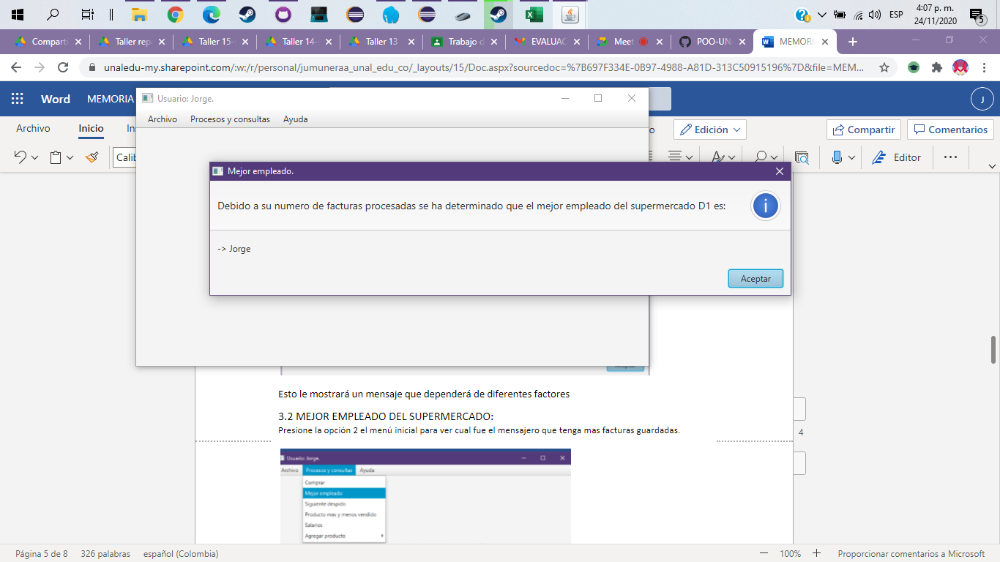 ESP
4:07 p. m.
24/11/2020
5
Comparti
Taller rep
Taller 15-
Taller 14-
Taller 13
Trabajo d
EVALUAC
Meet
POO-UN
MEMORI
unaledu-my.sharepoint.com/:w:/r/personal/jumuneraa_unal_edu_co/_layouts/15/Doc.aspx?sourcedoc=%7B697F334E-0B97-4988-A81D-313C50915196%7D&file=MEM...
Word
MEMORIA
J
Usuario: Jorge.
Archivo Procesos y consultas Ayuda
Archivo
Inicio
Edición
Compartir
Comentarios
Calib
Editor
Mejor empleado.
Debido a su numero de facturas procesadas se ha determinado que el mejor empleado del supermercado D1 es:
-> Jorge
Aceptar
Esto le mostrará un mensaje que dependerá de diferentes factores
3.2 MEJOR EMPLEADO DEL SUPERMERCADO:
Presione la opción 2 el menú inicial para ver cual fue el mensajero que tenga mas facturas guardadas.
4
Usuario: Jorge.
Archivo Procesos y consultas Ayuda
Comprar
Mejor empleado
Siguiente despido
Producto mas y menos vendido
Salarios
Agregar producto
Página 5 de 8 326 palabras español (Colombia)
100%
Proporcionar comentarios a Microsoft